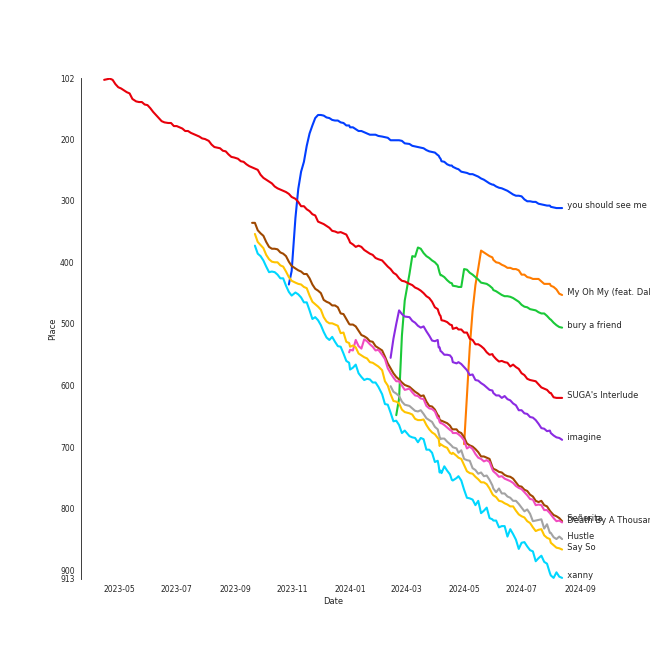 102
200
300
400
500
600
700
800
900
913
Place
2023-05
2023-07
2023-09
2023-11
2024-01
2024-03
2024-05
2024-07
2024-09
Date
you should see me
My Oh My (feat. Dal
bury a friend
SUGA's Interlude
imagine
Señorita
Death By A Thousan
Hustle
Say So
xanny